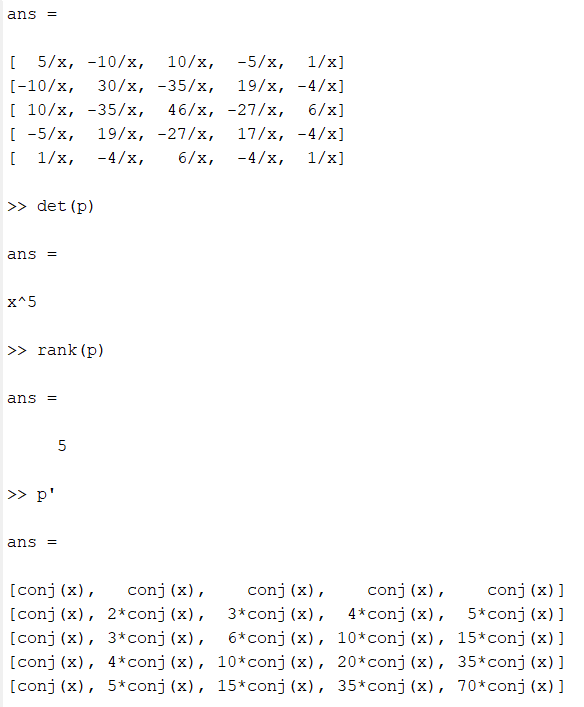 ans =
[  5/x, -10/x,  10/x,  -5/x,  1/x]
[-10/x,  30/x, -35/x,  19/x, -4/x]
[ 10/x, -35/x,  46/x, -27/x,  6/x]
[ -5/x,  19/x, -27/x,  17/x, -4/x]
[  1/x,  -4/x,   6/x,  -4/x,  1/x]
>> det(p)
ans =
x^5
>> rank(p)
ans =
5
>> p'
ans =
[conj(x),   conj(x),    conj(x),    conj(x),    conj(x)]
[conj(x), 2*conj(x),  3*conj(x),  4*conj(x),  5*conj(x)]
[conj(x), 3*conj(x),  6*conj(x), 10*conj(x), 15*conj(x)]
[conj(x), 4*conj(x), 10*conj(x), 20*conj(x), 35*conj(x)]
[conj(x), 5*conj(x), 15*conj(x), 35*conj(x), 70*conj(x)]